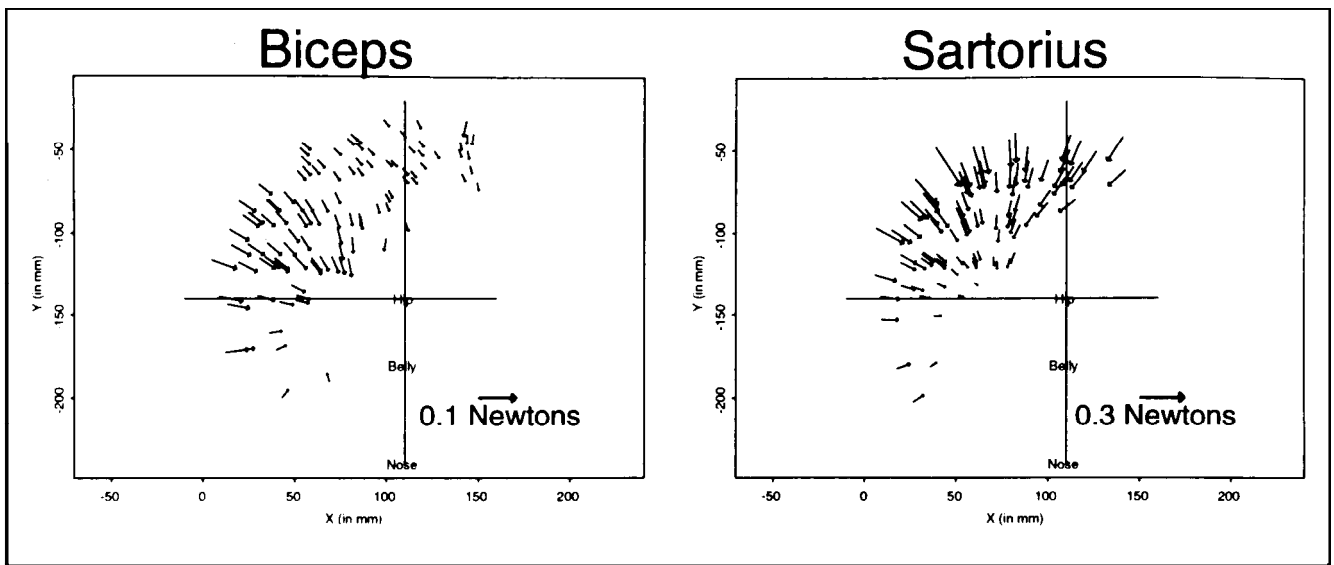 Biceps
-50
-100
-150
-200
Y (in mm)
Hip
Belly
0.1 Newtons
Nose
-50
0
50
100
150
200
X (in mm)
Sartorius
-50
-100
-150
-200
Y (in mm)
Hip
Belly
0.3 Newtons
Nose
-50
0
50
100
150
200
X (in mm)